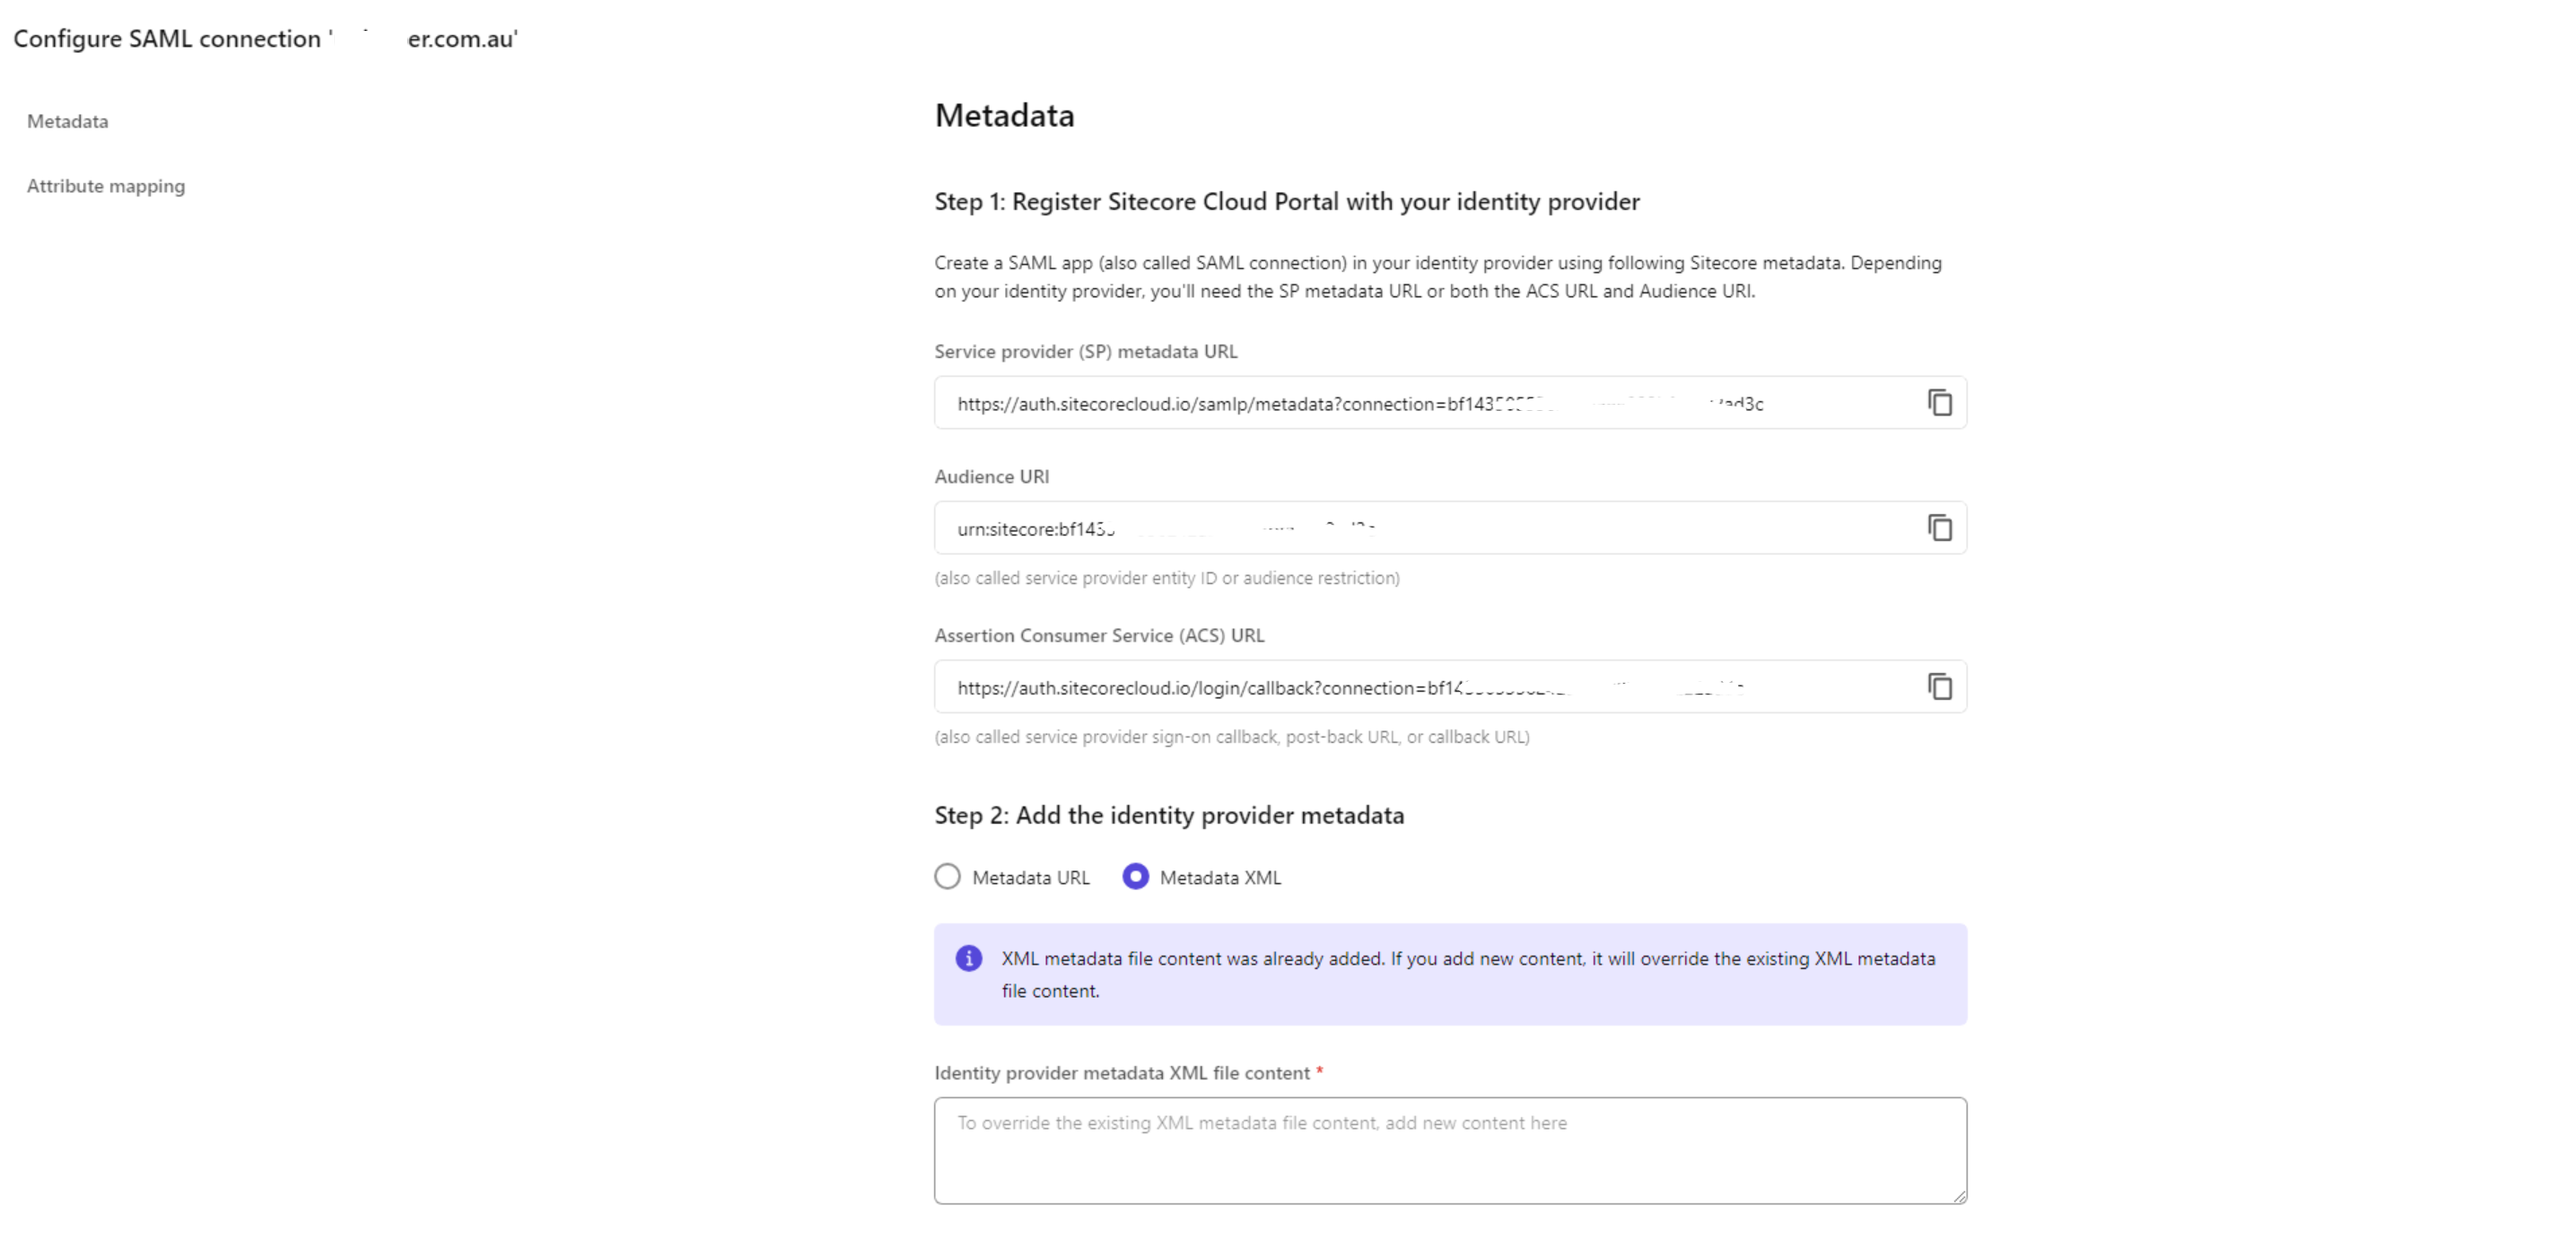 Configure SAML connection ' er.com.au'
Metadata
Attribute mapping
Metadata
Step 1: Register Sitecore Cloud Portal with your identity provider
Create a SAML app (also called SAML connection) in your identity provider using following Sitecore metadata. Depending
on your identity provider, you'll need the SP metadata URL or both the ACS URL and Audience URI.
Service provider (SP) metadata URL
https://auth.sitecorecloud.io/samlp/metadata?connection=bf143 ad3c
Audience URI
urn:sitecore:bf143
(also called service provider entity ID or audience restriction)
Assertion Consumer Service (ACS) URL
https://auth.sitecorecloud.io/login/callback?connection=bf14
(also called service provider sign-on callback, post-back URL, or callback URL)
Step 2: Add the identity provider metadata
Metadata URL Metadata XML
XML metadata file content was already added. If you add new content, it will override the existing XML metadata
file content.
Identity provider metadata XML file content *
To override the existing XML metadata file content, add new content here